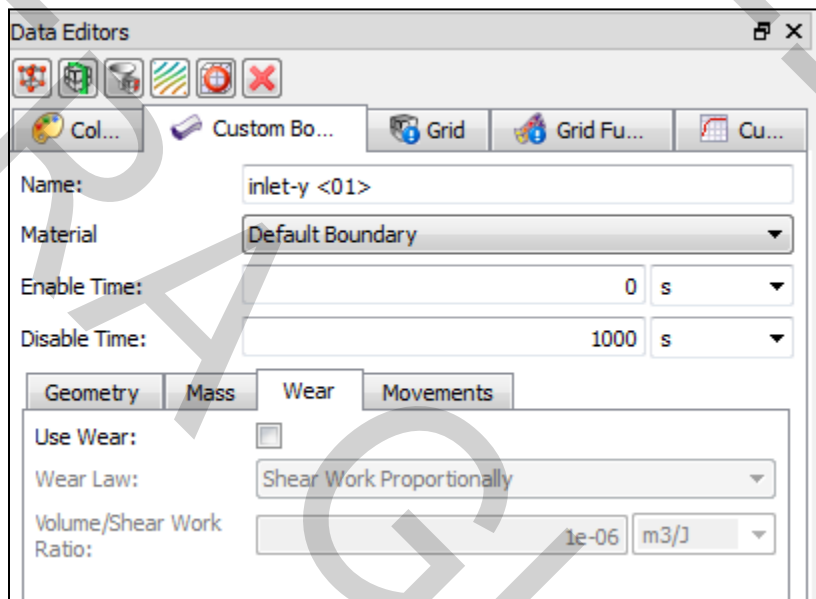 Data Editors
Col... Custom Bo... Grid Grid Fu... Cu...
Name: inlet-y <01>
Material Default Boundary
Enable Time: 0 s
Disable Time: 1000 s
Geometry Mass Wear Movements
Use Wear:
Wear Law: Shear Work Proportionally
Volume/Shear Work
Ratio: 1e-06 m3/J